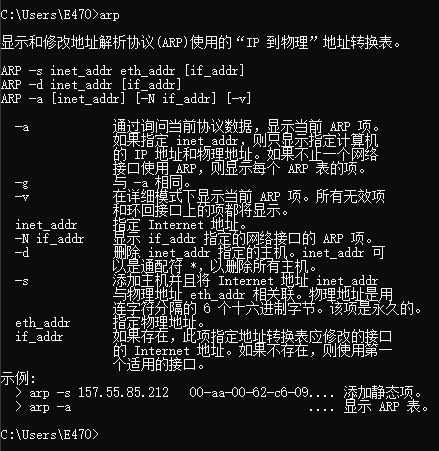 C:\Users\E470>arp
显示和修改地址解析协议(ARP)使用的“IP 到物理”地址转换表。
ARP -s inet_addr eth_addr [if_addr]
ARP -d inet_addr [if_addr]
ARP -a [inet_addr] [-N if_addr] [-v]
-a 通过询问当前协议数据，显示当前 ARP 项。
如果指定 inet_addr，则只显示指定计算机
的 IP 地址和物理地址。如果不止一个网络
接口使用 ARP，则显示每个 ARP 表的项。
-g 与 -a 相同。
-v 在详细模式下显示当前 ARP 项。所有无效项
和环回接口上的项都将显示。
inet_addr 指定 Internet 地址。
-N if_addr 显示 if_addr 指定的网络接口的 ARP 项。
-d 删除 inet_addr 指定的主机。inet_addr 可
以是通配符 *，以删除所有主机。
-s 添加主机并且将 Internet 地址 inet_addr
与物理地址 eth_addr 相关联。物理地址是用
连字符分隔的 6 个十六进制字节。该项是永久的。
eth_addr 指定物理地址。
if_addr 如果存在，此项指定地址转换表应修改的接口
的 Internet 地址。如果不存在，则使用第一
个适用的接口。
示例:
> arp -s 157.55.85.212 00-aa-00-62-c6-09.... 添加静态项。
> arp -a .... 显示 ARP 表。
C:\Users\E470>